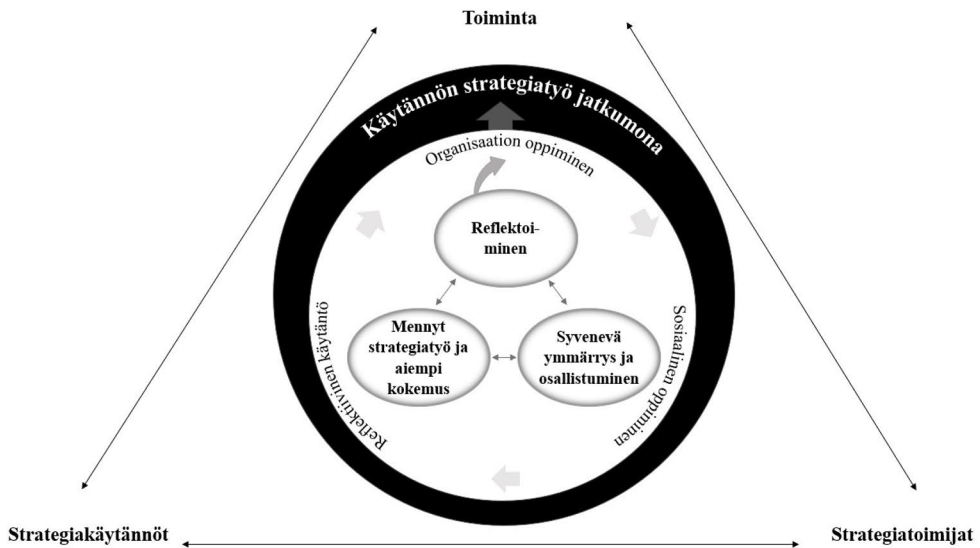 Toiminta
Käytännön strategiatyö jatkumona
Organisaation oppiminen
Reflektoi-
minen
Mennyt
strategiatyö ja
aiempi
kokemus
Syvenevä
ymmärrys ja
osallistuminen
Reflektiivinen käytäntö
Sosiaalinen oppiminen
Strategiakäytännöt
Strategiatoimijat